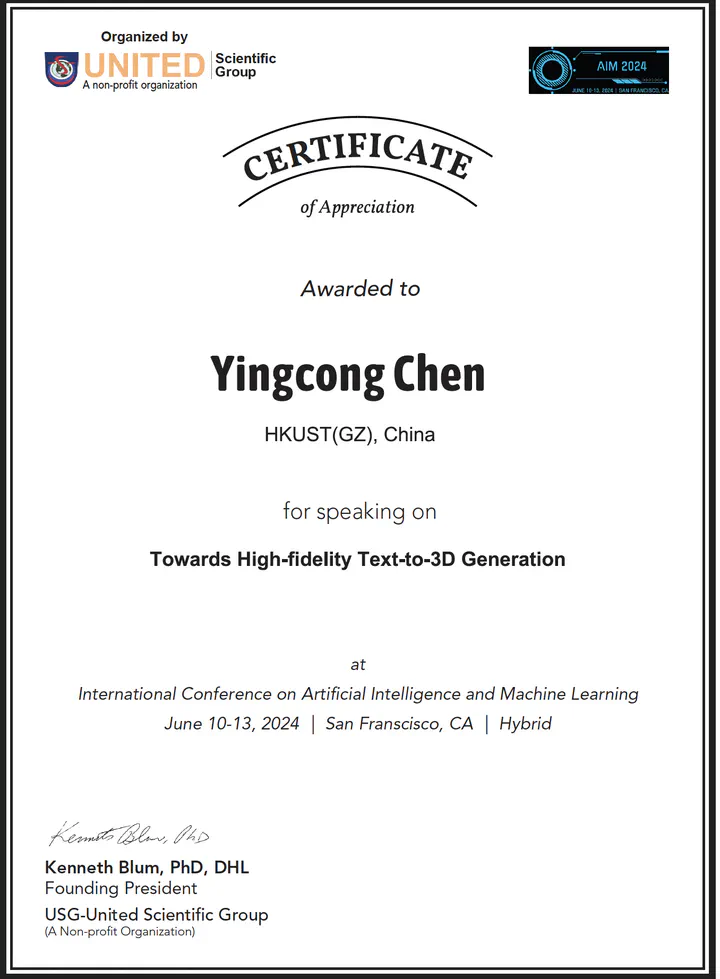 Organized by
UNITED Scientific Group
A non-profit organization
AIM 2024
JUNE 10-13, 2024 | SAN FRANCISCO, CA
CERTIFICATE
of Appreciation
Awarded to
Yingcong Chen
HKUST(GZ), China
for speaking on
Towards High-fidelity Text-to-3D Generation
at
International Conference on Artificial Intelligence and Machine Learning
June 10-13, 2024 | San Franscisco, CA | Hybrid
Kenneth Blum, PhD
Kenneth Blum, PhD, DHL
Founding President
USG-United Scientific Group
(A Non-profit Organization)